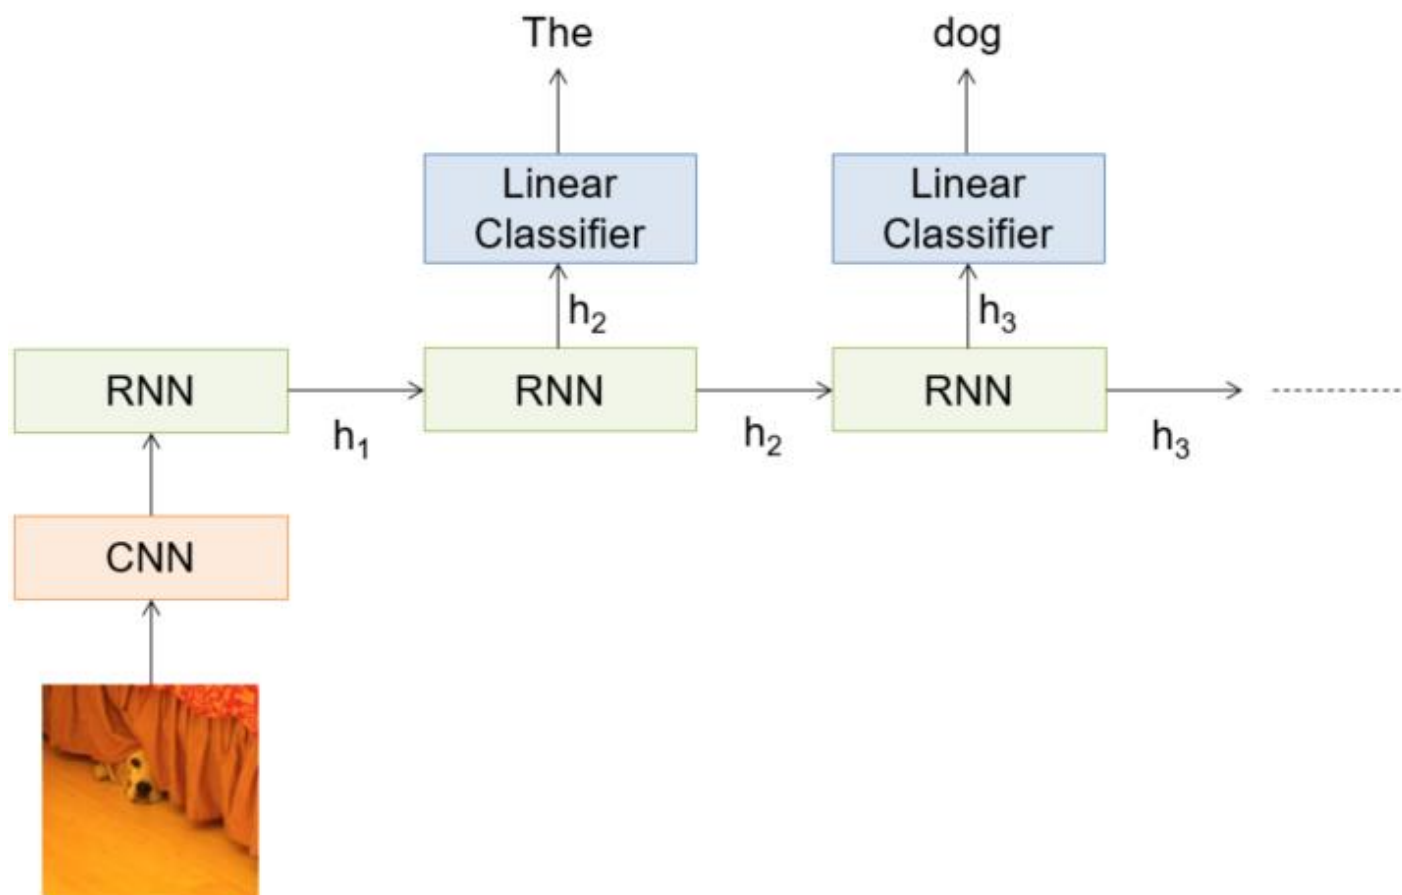 The
dog
Linear
Classifier
Linear
Classifier
h₂
h₃
RNN
RNN
RNN
h₁
h₂
h₃
CNN